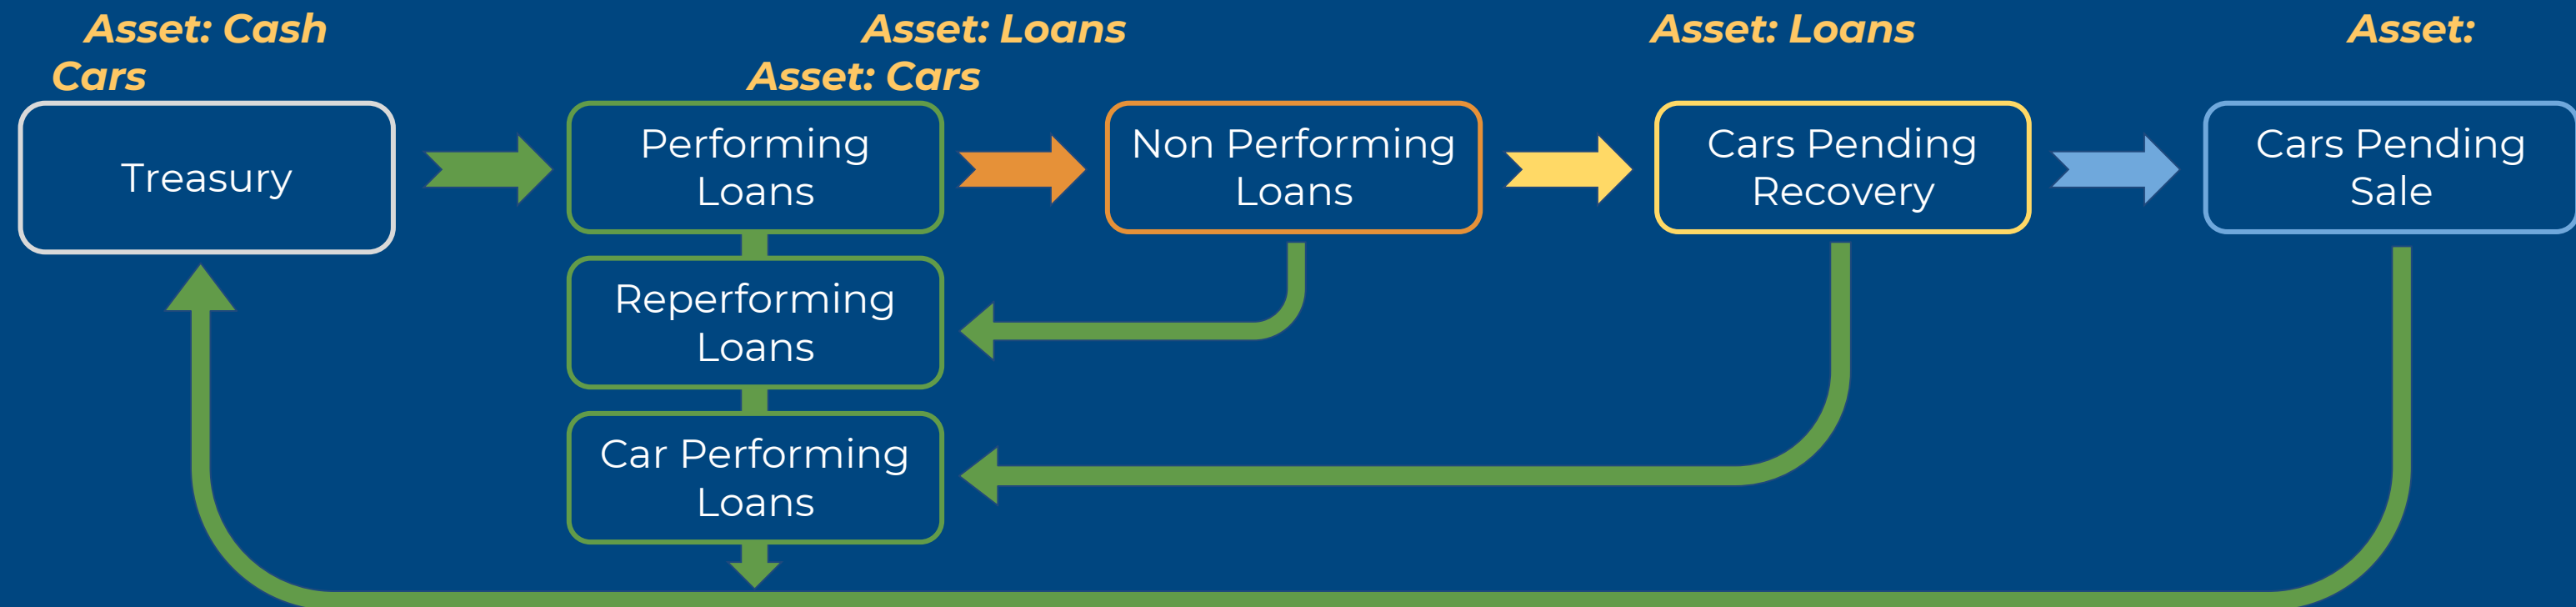 Asset: Cash Asset: Loans Asset: Loans Asset:
Cars Asset: Cars
Treasury
Performing
Loans
Non Performing
Loans
Cars Pending
Recovery
Cars Pending
Sale
Reperforming
Loans
Car Performing
Loans